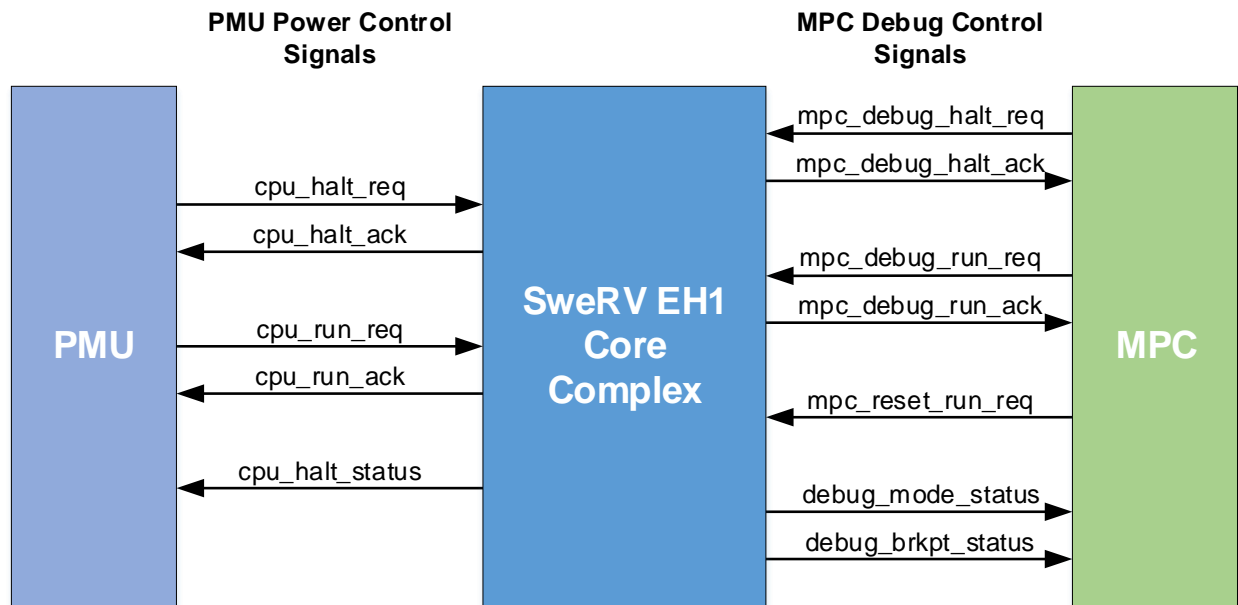 PMU Power Control
Signals
MPC Debug Control
Signals
PMU
cpu_halt_req
cpu_halt_ack
cpu_run_req
cpu_run_ack
cpu_halt_status
SweRV EH1
Core
Complex
mpc_debug_halt_req
mpc_debug_halt_ack
mpc_debug_run_req
mpc_debug_run_ack
mpc_reset_run_req
debug_mode_status
debug_brkpt_status
MPC